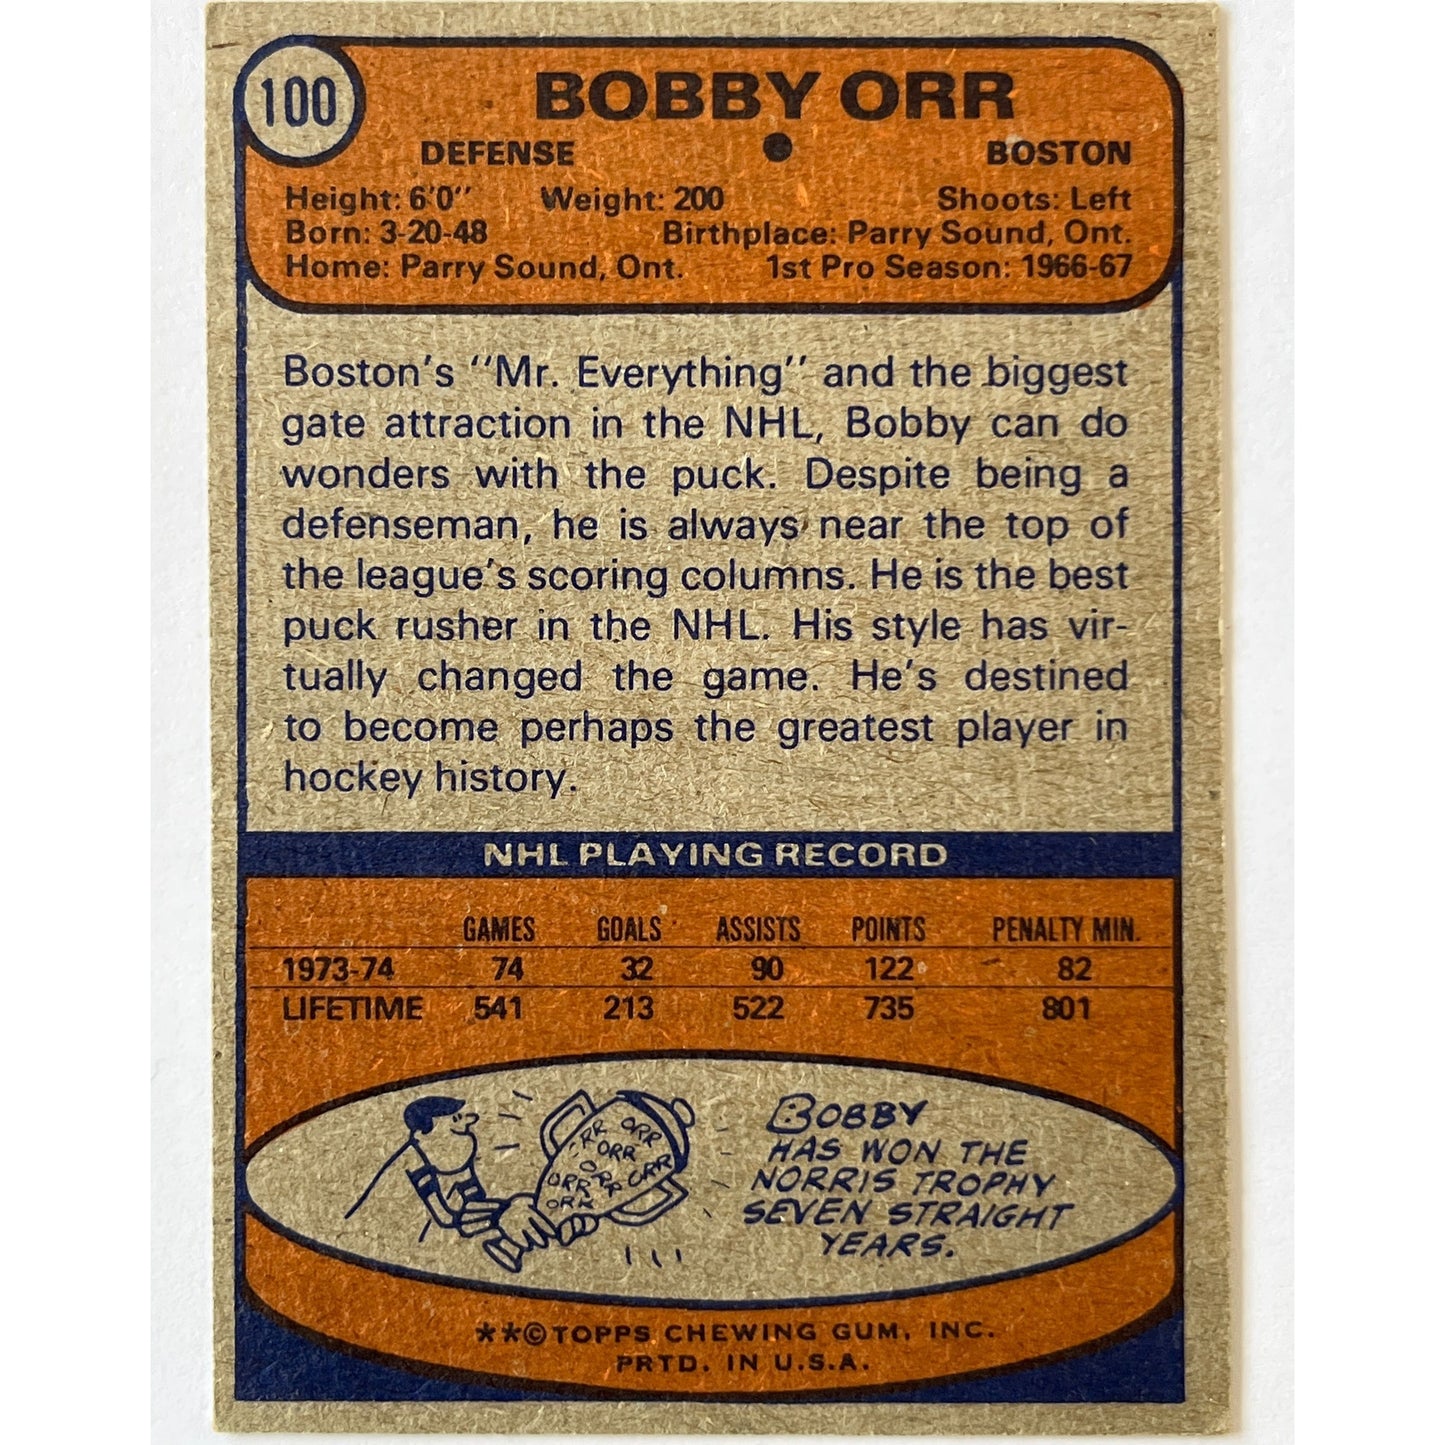 100
BOBBY ORR
DEFENSE BOSTON
Height: 6'0" Weight: 200 Shoots: Left
Born: 3-20-48 Birthplace: Parry Sound, Ont.
Home: Parry Sound, Ont. 1st Pro Season: 1966-67
Boston's "Mr. Everything" and the biggest
gate attraction in the NHL, Bobby can do
wonders with the puck. Despite being a
defenseman, he is always near the top of
the league's scoring columns. He is the best
puck rusher in the NHL. His style has vir-
tually changed the game. He's destined
to become perhaps the greatest player in
hockey history.
NHL PLAYING RECORD
GAMES GOALS ASSISTS POINTS PENALTY MIN.
1973-74 74 32 90 122 82
LIFETIME 541 213 522 735 801
ORR
ORR
ORR
ORR
ORR
BOBBY
HAS WON THE
NORRIS TROPHY
SEVEN STRAIGHT
YEARS.
**©TOPPS CHEWING GUM, INC.
PRTD. IN U.S.A.